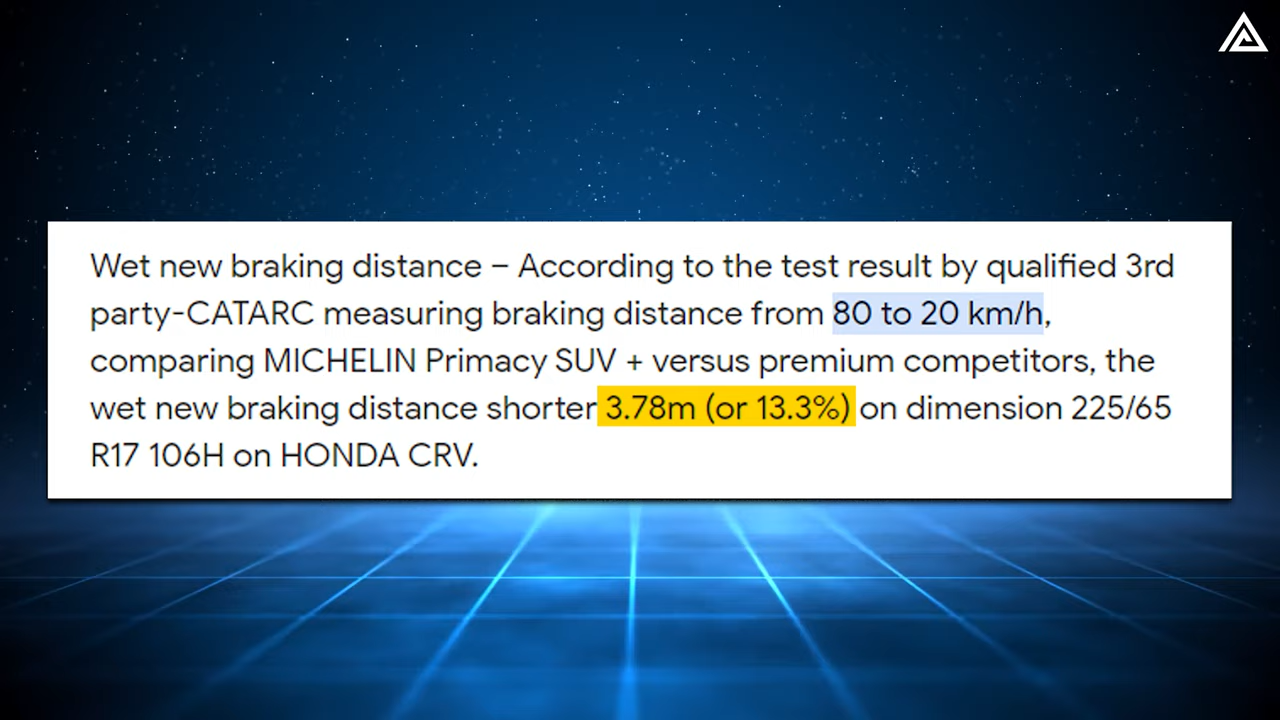 Wet new braking distance – According to the test result by qualified 3rd
party-CATARC measuring braking distance from 80 to 20 km/h,
comparing MICHELIN Primacy SUV + versus premium competitors, the
wet new braking distance shorter 3.78m (or 13.3%) on dimension 225/65
R17 106H on HONDA CRV.